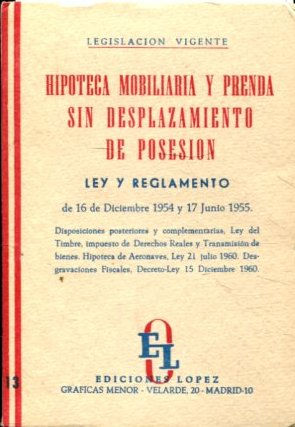 LEGISLACION VIGENTE
HIPOTECA MOBILIARIA Y PRENDA
SIN DESPLAZAMIENTO
DE POSESION
LEY Y REGLAMENTO
de 16 de Diciembre 1954 y 17 Junio 1955.
Disposiciones posteriores y complementarias, Ley del
Timbre, impuesto de Derechos Reales y Transmisión de
bienes. Hipoteca de Aeronaves, Ley 21 julio 1960. Des-
gravaciones Fiscales, Decreto-Ley 15 Diciembre 1960.
EL
13
EDICIONES LOPEZ
GRAFICAS MENOR - VELARDE, 20 - MADRID-10